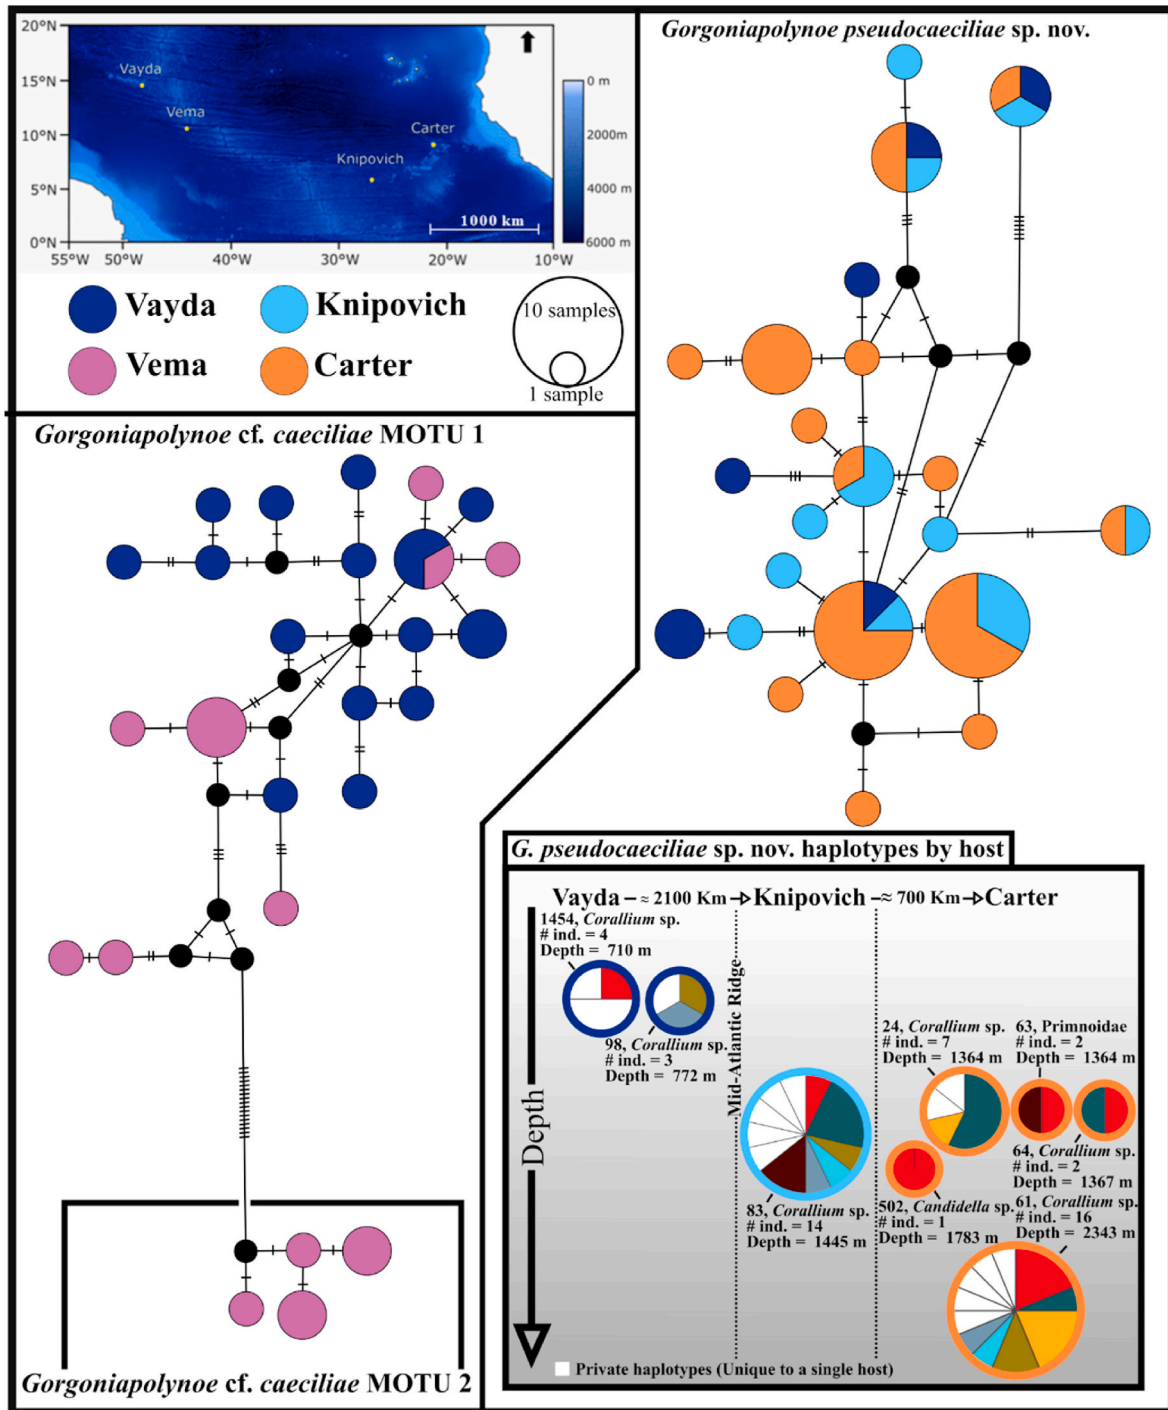 20°N
15°N
10°N
5°N
0°N
55°W 50°W 40°W 30°W 20°W 10°W
Vayda
Vema
Carter
Knipovich
1000 km
0 m
2000m
4000 m
6000 m
Vayda
Knipovich
Vema
Carter
10 samples
1 sample
Gorgoniapolynoe pseudocaeciliae sp. nov.
Gorgoniapolynoe cf. caeciliae MOTU 1
Gorgoniapolynoe cf. caeciliae MOTU 2
G. pseudocaeciliae sp. nov. haplotypes by host
Vayda – ≈ 2100 Km → Knipovich – ≈ 700 Km → Carter
1454, Corallium sp.
# ind. = 4
Depth = 710 m
98, Corallium sp.
# ind. = 3
Depth = 772 m
Mid-Atlantic Ridge
Depth
83, Corallium sp.
# ind. = 14
Depth = 1445 m
24, Corallium sp.
# ind. = 7
Depth = 1364 m
63, Primnoidae
# ind. = 2
Depth = 1364 m
64, Corallium sp.
# ind. = 2
Depth = 1367 m
502, Candidella sp.
# ind. = 1
Depth = 1783 m
61, Corallium sp.
# ind. = 16
Depth = 2343 m
Private haplotypes (Unique to a single host)